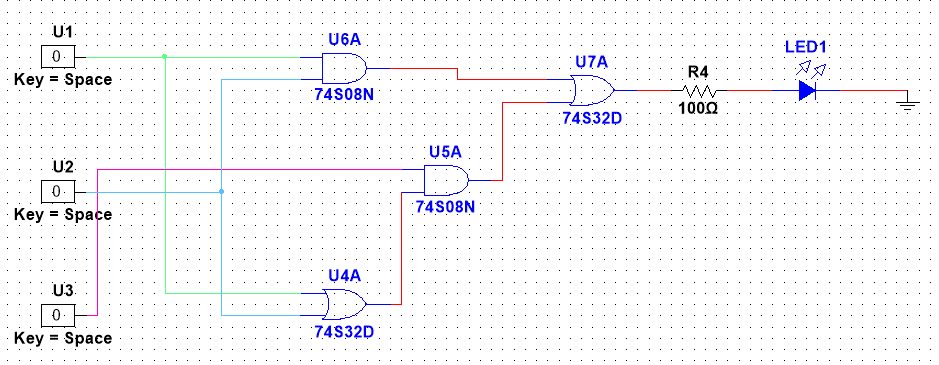 U1
0
Key = Space
U6A
74S08N
U7A
74S32D
R4
100Ω
LED1
U2
0
Key = Space
U5A
74S08N
U3
0
Key = Space
U4A
74S32D